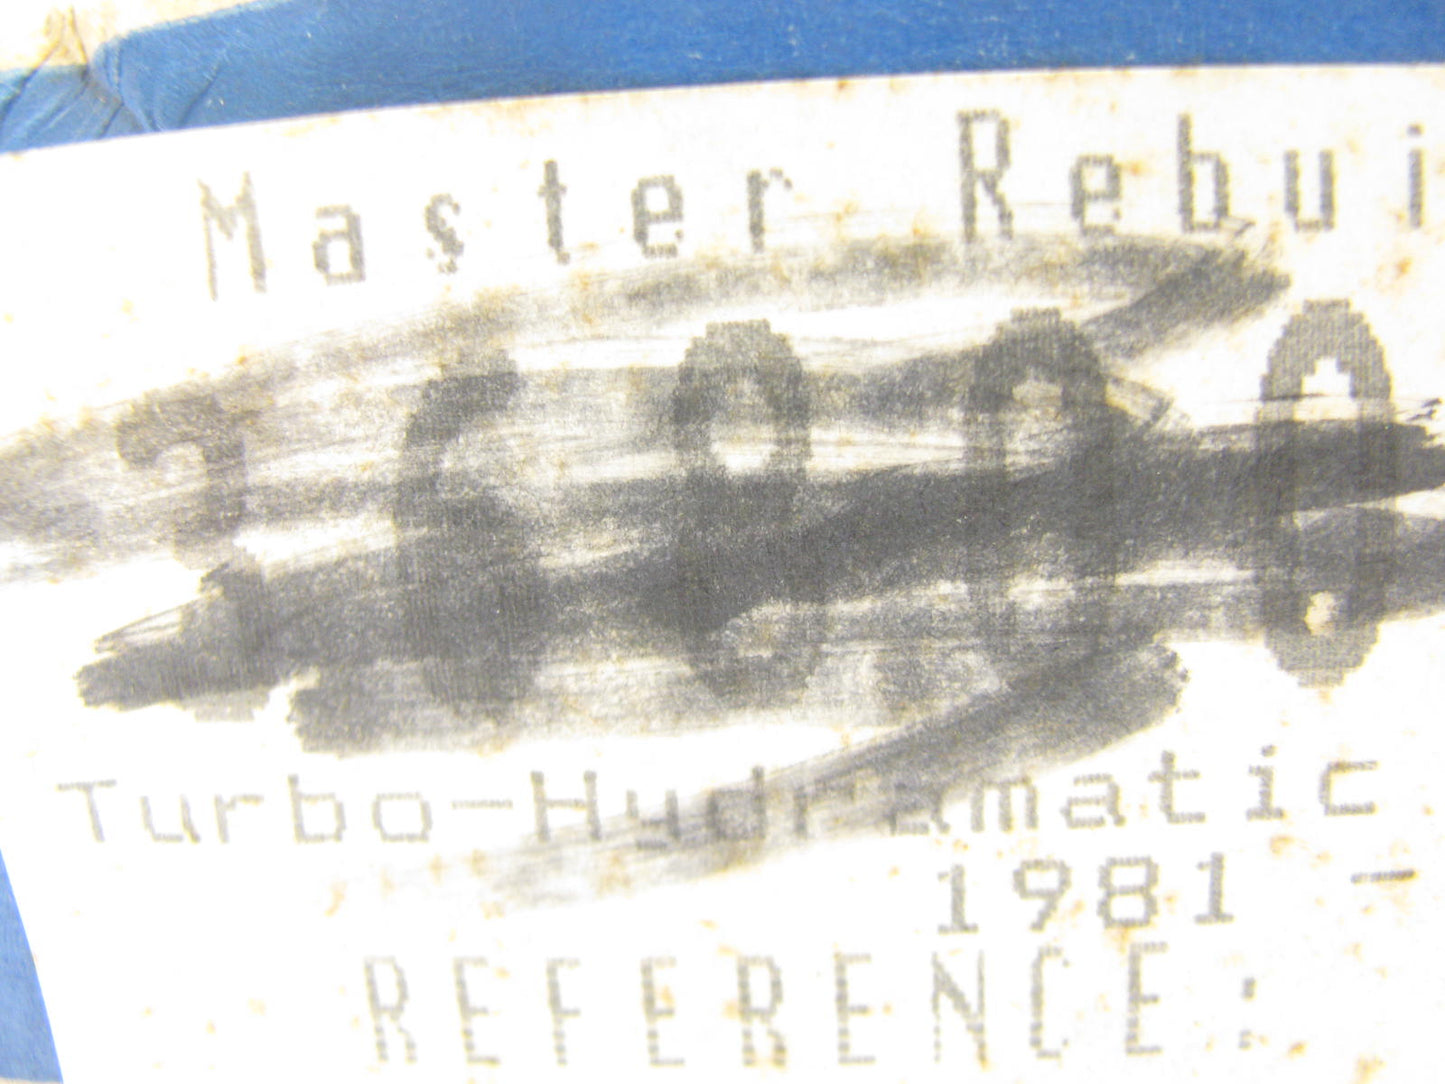 Master Rebui
Turbo-Hydramatic
1981 -
REFERENCE: